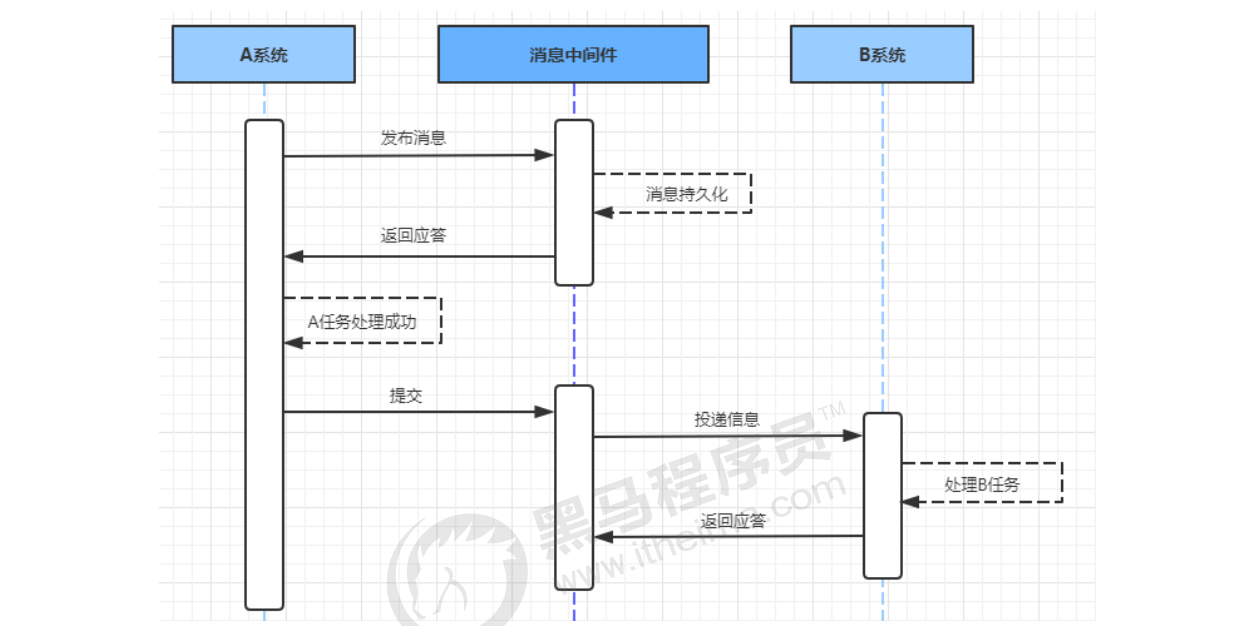 A系统
消息中间件
B系统
发布消息
消息持久化
返回应答
A任务处理成功
提交
投递信息
处理B任务
返回应答
黑马程序员™
www.itheima.com